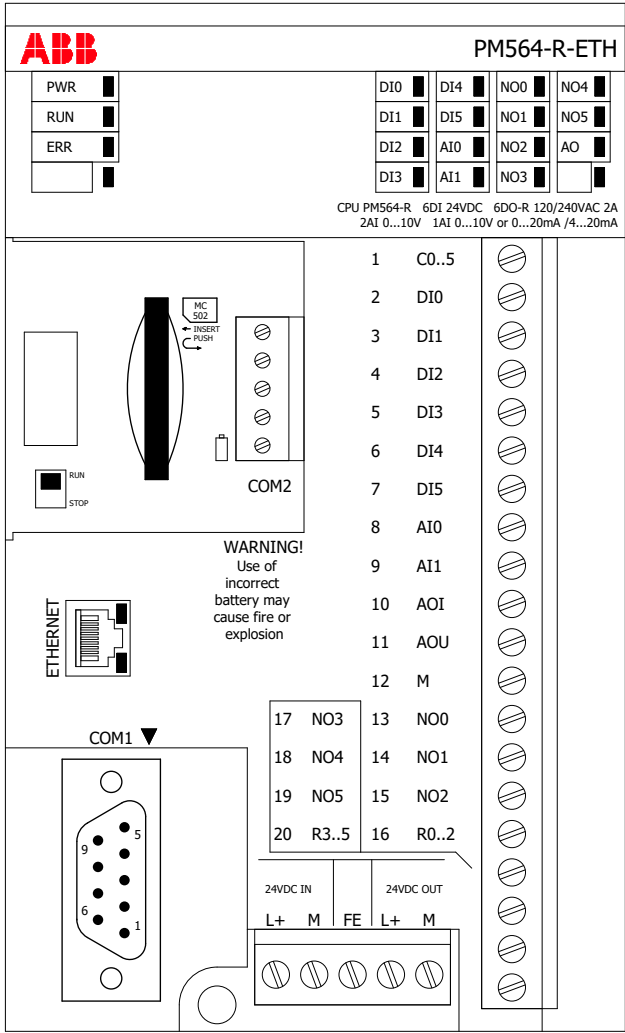 ABB
PM564-R-ETH
PWR DI0 DI4 NO0 NO4
RUN DI1 DI5 NO1 NO5
ERR DI2 AI0 NO2 AO
DI3 AI1 NO3
CPU PM564-R 6DI 24VDC 6DO-R 120/240VAC 2A
2AI 0...10V 1AI 0...10V or 0...20mA /4...20mA
1 C0..5
2 DI0
3 DI1
4 DI2
5 DI3
6 DI4
7 DI5
8 AI0
9 AI1
10 AOI
11 AOU
12 M
17 NO3 13 NO0
18 NO4 14 NO1
19 NO5 15 NO2
20 R3..5 16 R0..2
MC
502
INSERT
PUSH
RUN
STOP
COM2
WARNING!
Use of
incorrect
battery may
cause fire or
explosion
ETHERNET
COM1
5
9
6
1
24VDC IN 24VDC OUT
L+ M FE L+ M